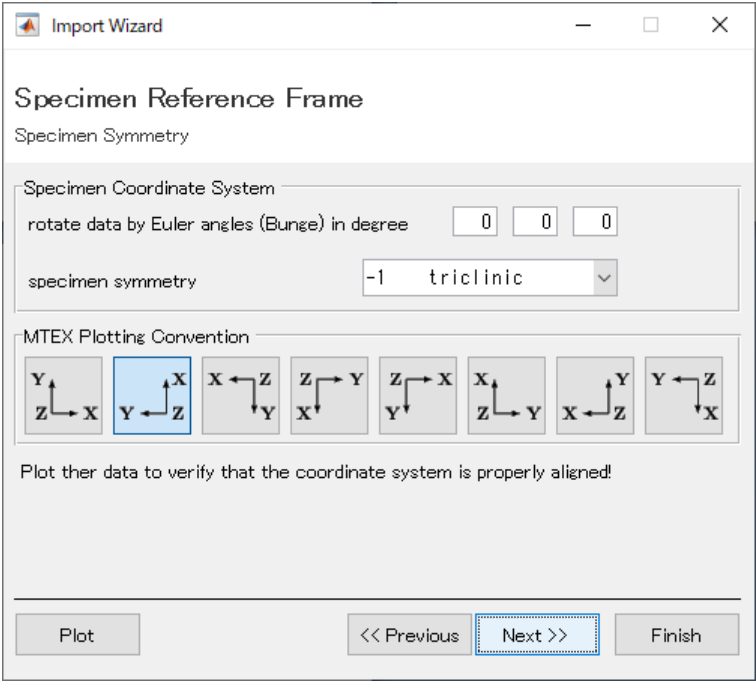 Import Wizard
Specimen Reference Frame
Specimen Symmetry
Specimen Coordinate System
rotate data by Euler angles (Bunge) in degree 0 0 0
specimen symmetry -1 triclinic
MTEX Plotting Convention
Y X X Z Z Y Z X X Y Y Z
Z X Y Z Y X Y Z Y X Z X
Plot ther data to verify that the coordinate system is properly aligned!
Plot << Previous Next >> Finish